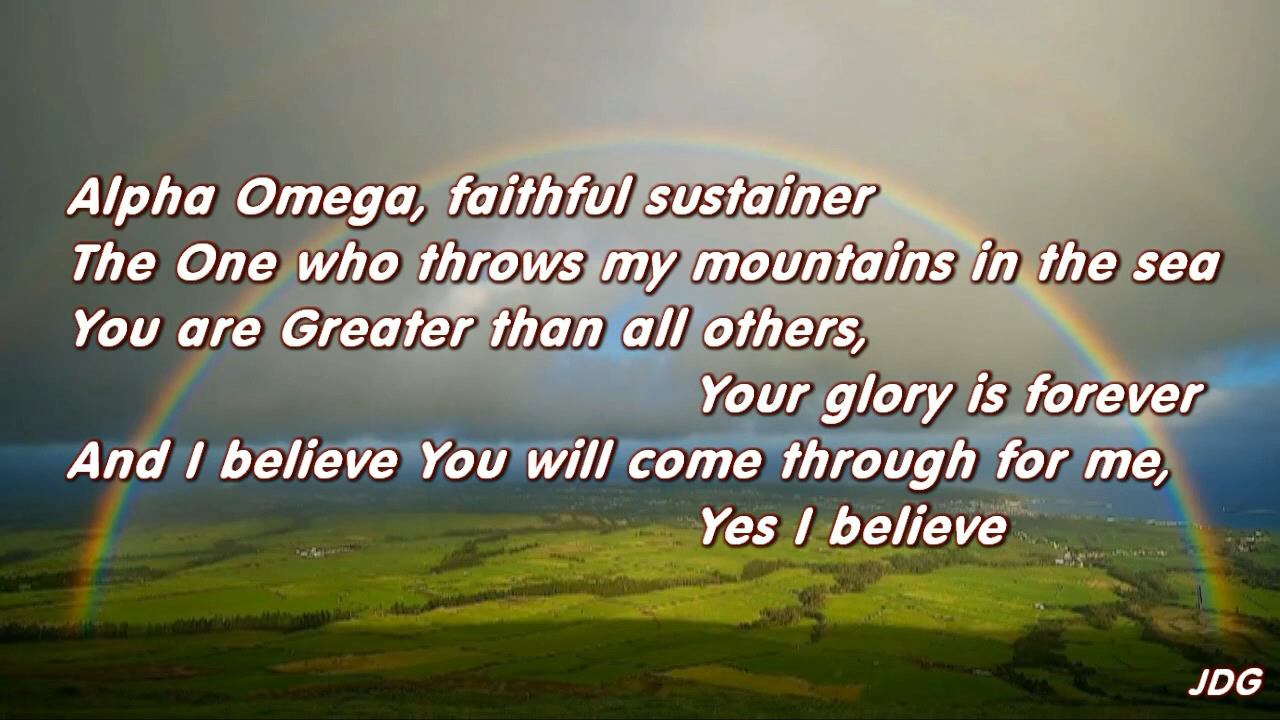 Alpha Omega, faithful sustainer
The One who throws my mountains in the sea
You are Greater than all others,
Your glory is forever
And I believe You will come through for me,
Yes I believe
JDG